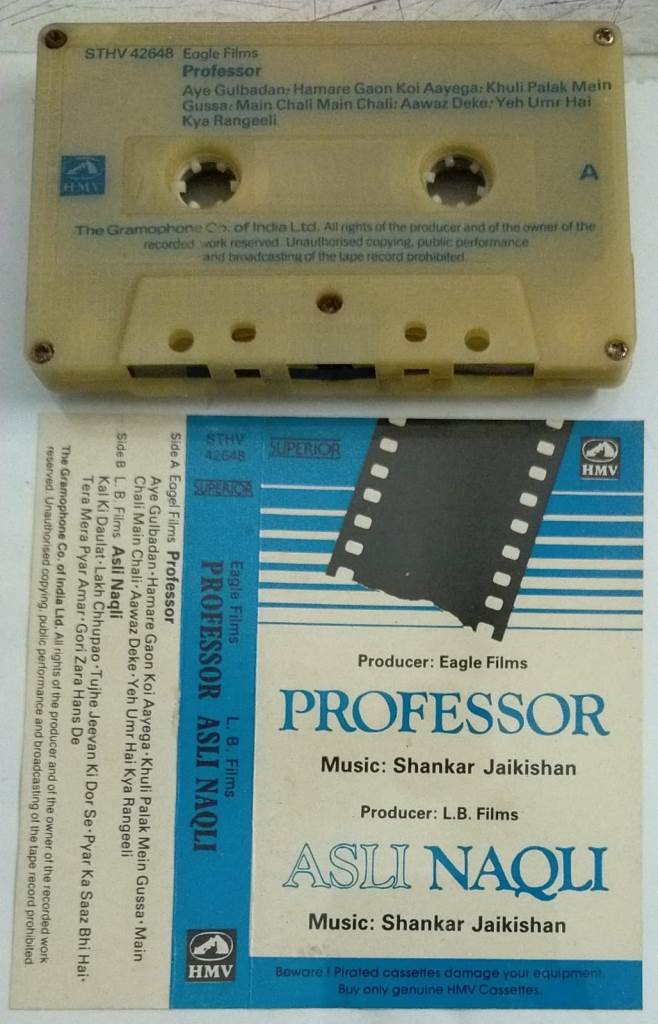 STHV 42648 Eagle Films
Professor
Aye Gulbadan: Hamare Gaon Koi Aayega: Khuli Palak Mein
Gussa: Main Chali Main Chali: Aawaz Deke: Yeh Umr Hai
Kya Rangeeli
HMV
A
The Gramophone Co. of India Ltd. All rights of the producer and of the owner of the
recorded work reserved. Unauthorised copying, public performance
and broadcasting of the tape record prohibited.
Side A Eogel Films Professor
Aye Gulbadan · Hamare Gaon Koi Aayega · Khuli Palak Mein Gussa · Main
Chali Main Chali · Aawaz Deke · Yeh Umr Hai Kya Rangeeli
Side B L. B. Films Asli Naqli
Kal Ki Daulat · Lakh Chhupao · Tujhe Jeevan Ki Dor Se · Pyar Ka Saaz Bhi Hai ·
Tera Mera Pyar Amar · Gori Zara Hans De
The Gramophone Co. of India Ltd. All rights of the producer and of the owner of the recorded work
reserved. Unauthorised copying, public performance and broadcasting of the tape record prohibited.
STHV
42648
SUPERIOR
Eagle Films L. B. Films
PROFESSOR ASLI NAQLI
HMV
SUPERIOR
HMV
Producer: Eagle Films
PROFESSOR
Music: Shankar Jaikishan
Producer: L.B. Films
ASLI NAQLI
Music: Shankar Jaikishan
Beware ! Pirated cassettes damage your equipment.
Buy only genuine HMV Cassettes.